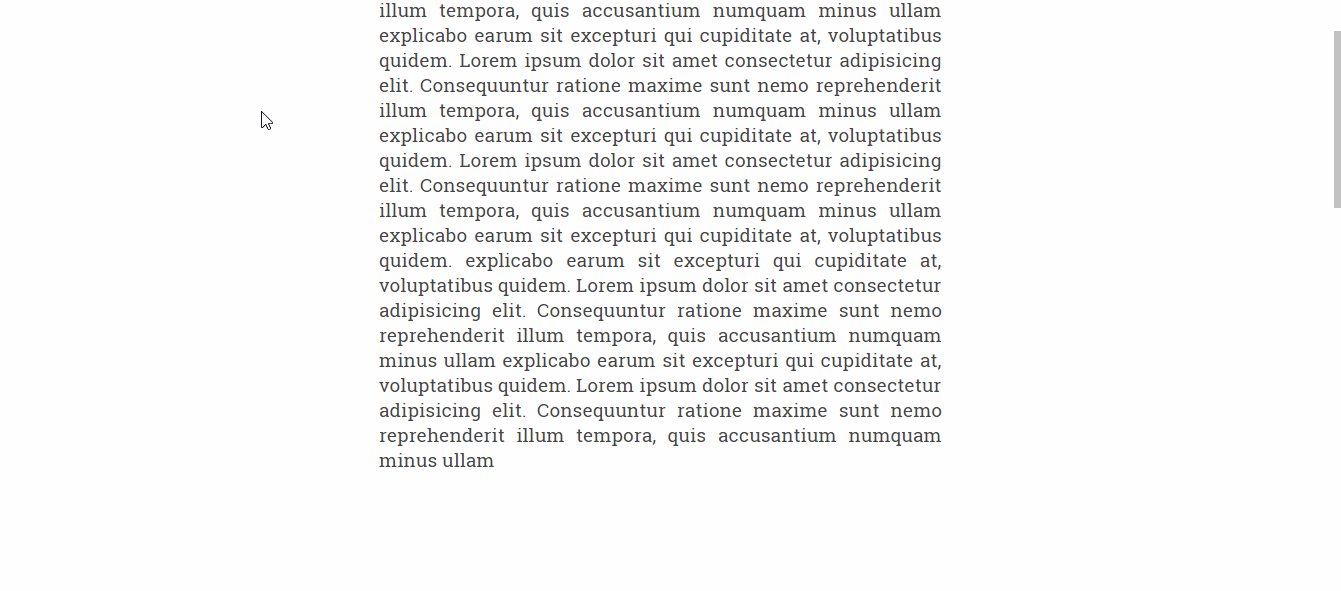 illum tempora, quis accusantium numquam minus ullam
explicabo earum sit excepturi qui cupiditate at, voluptatibus
quidem. Lorem ipsum dolor sit amet consectetur adipisicing
elit. Consequuntur ratione maxime sunt nemo reprehenderit
illum tempora, quis accusantium numquam minus ullam
explicabo earum sit excepturi qui cupiditate at, voluptatibus
quidem. Lorem ipsum dolor sit amet consectetur adipisicing
elit. Consequuntur ratione maxime sunt nemo reprehenderit
illum tempora, quis accusantium numquam minus ullam
explicabo earum sit excepturi qui cupiditate at, voluptatibus
quidem. explicabo earum sit excepturi qui cupiditate at,
voluptatibus quidem. Lorem ipsum dolor sit amet consectetur
adipisicing elit. Consequuntur ratione maxime sunt nemo
reprehenderit illum tempora, quis accusantium numquam
minus ullam explicabo earum sit excepturi qui cupiditate at,
voluptatibus quidem. Lorem ipsum dolor sit amet consectetur
adipisicing elit. Consequuntur ratione maxime sunt nemo
reprehenderit illum tempora, quis accusantium numquam
minus ullam